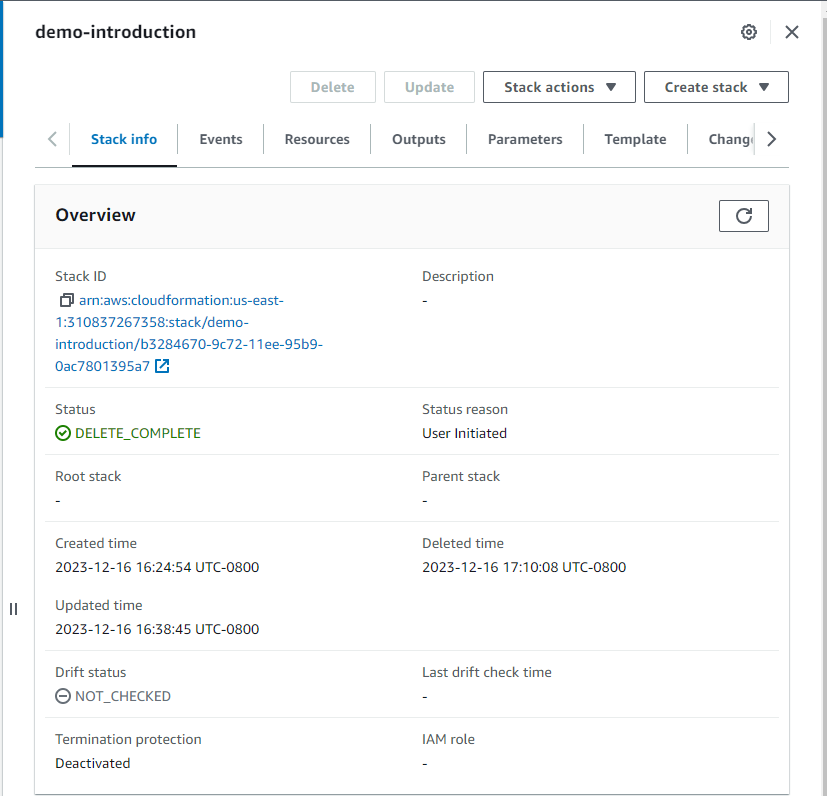 demo-introduction
Delete
Update
Stack actions
Create stack
Stack info
Events
Resources
Outputs
Parameters
Template
Chang
Overview
Stack ID
Description
arn:aws:cloudformation:us-east-
-
1:310837267358:stack/demo-
introduction/b3284670-9c72-11ee-95b9-
0ac7801395a7
Status
Status reason
DELETE_COMPLETE
User Initiated
Root stack
Parent stack
-
-
Created time
Deleted time
2023-12-16 16:24:54 UTC-0800
2023-12-16 17:10:08 UTC-0800
Updated time
2023-12-16 16:38:45 UTC-0800
Drift status
Last drift check time
NOT_CHECKED
-
Termination protection
IAM role
Deactivated
-